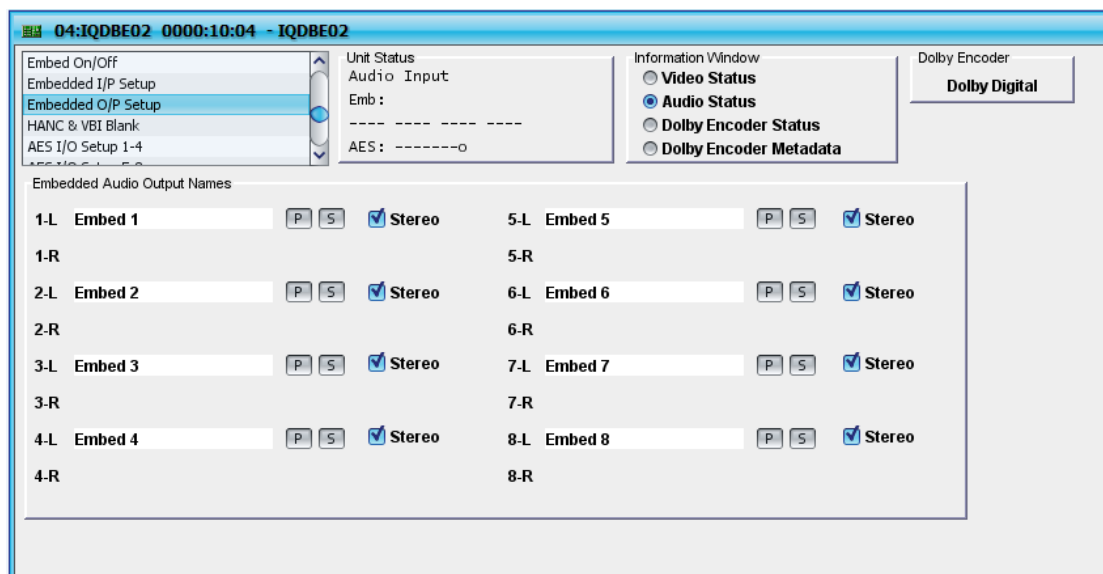 04:IQDBE02 0000:10:04 - IQDBE02
Embed On/Off
Embedded I/P Setup
Embedded O/P Setup
HANC & VBI Blank
AES I/O Setup 1-4
Unit Status
Audio Input
Emb:
---- ---- ---- ----
AES: -------o
Information Window
Video Status
Audio Status
Dolby Encoder Status
Dolby Encoder Metadata
Dolby Encoder
Dolby Digital
Embedded Audio Output Names
1-L Embed 1 P S Stereo
1-R
2-L Embed 2 P S Stereo
2-R
3-L Embed 3 P S Stereo
3-R
4-L Embed 4 P S Stereo
4-R
5-L Embed 5 P S Stereo
5-R
6-L Embed 6 P S Stereo
6-R
7-L Embed 7 P S Stereo
7-R
8-L Embed 8 P S Stereo
8-R